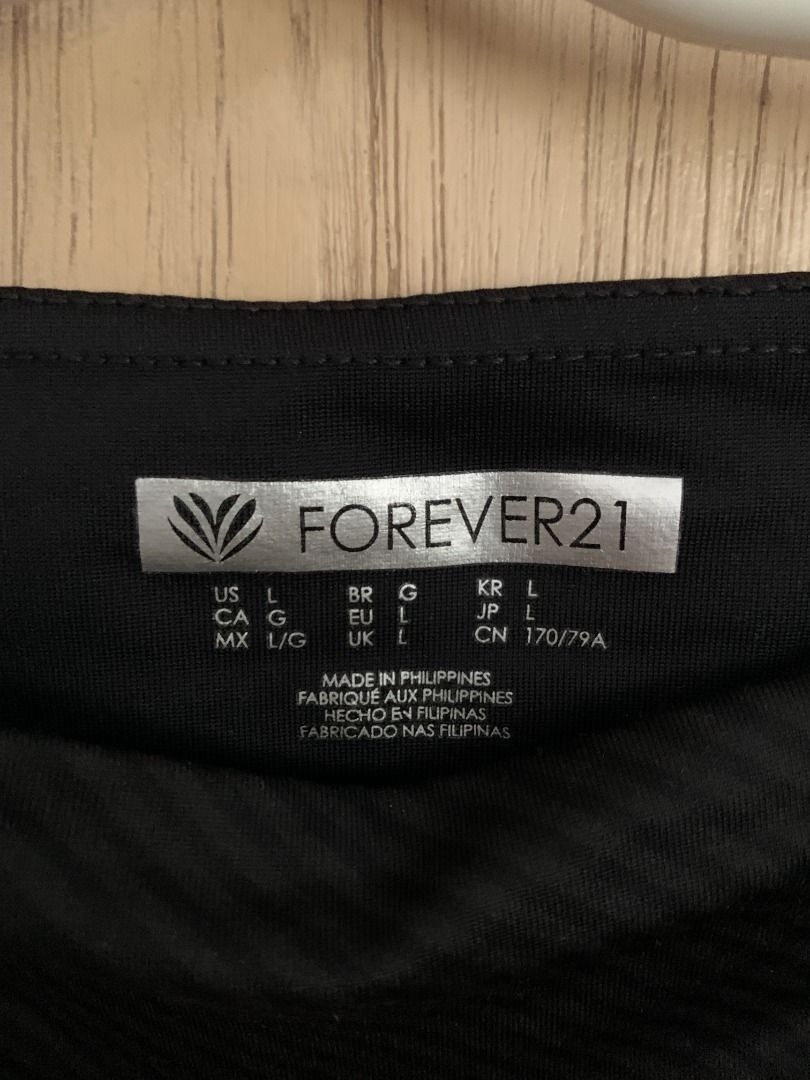 FOREVER21
US L BR G KR L
CA G EU L JP L
MX L/G UK L CN 170/79A
MADE IN PHILIPPINES
FABRIQUÉ AUX PHILIPPINES
HECHO EN FILIPINAS
FABRICADO NAS FILIPINAS